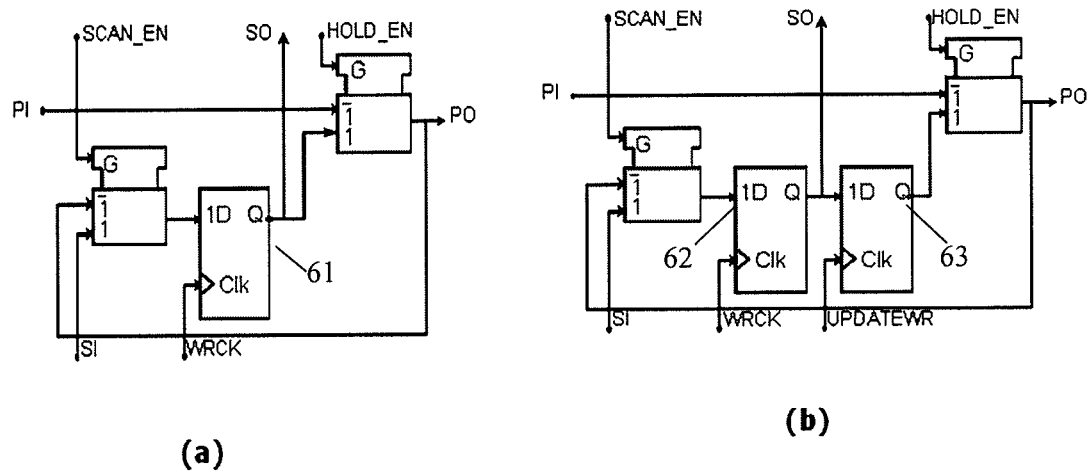 SCAN_EN
SO
HOLD_EN
G
PI
1
1
PO
G
1
1
1D Q
Clk
61
SI
WRCK
(a)
SCAN_EN
SO
HOLD_EN
G
PI
1
1
PO
G
1
1
1D Q
Clk
62
1D Q
Clk
63
SI
WRCK
UPDATEWR
(b)